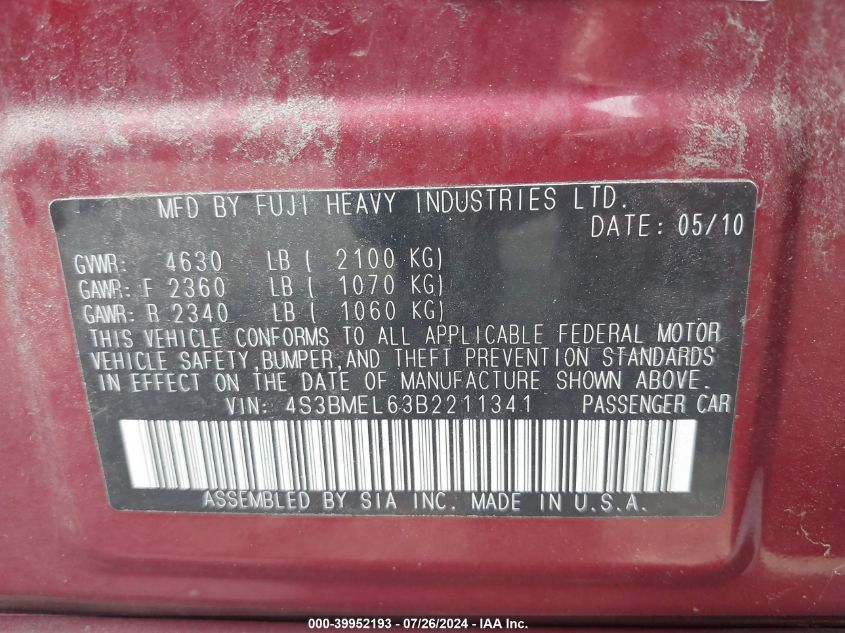 MFD BY FUJI HEAVY INDUSTRIES LTD.
DATE: 05/10
GVWR: 4630 LB ( 2100 KG)
GAWR: F 2360 LB ( 1070 KG)
GAWR: R 2340 LB ( 1060 KG)
THIS VEHICLE CONFORMS TO ALL APPLICABLE FEDERAL MOTOR
VEHICLE SAFETY,BUMPER,AND THEFT PREVENTION STANDARDS
IN EFFECT ON THE DATE OF MANUFACTURE SHOWN ABOVE.
VIN: 4S3BMEL63B2211341 PASSENGER CAR
ASSEMBLED BY SIA INC. MADE IN U.S.A.
000-39952193 - 07/26/2024 - IAA Inc.